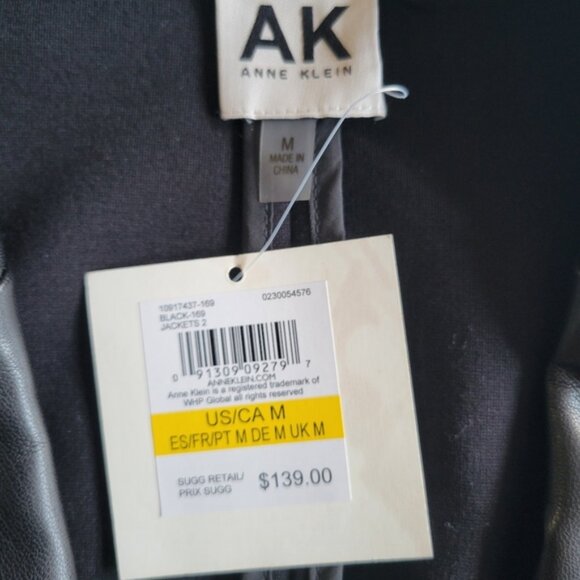 AK
ANNE KLEIN
M
MADE IN
CHINA
10917437-169 0230054576
BLACK-169
JACKETS 2
0 91309 09279 7
ANNEKLEIN.COM
Anne Klein is a registered trademark of
WHP Global all rights reserved
US/CA M
ES/FR/PT M DE M UK M
SUGG RETAIL/
PRIX SUGG $139.00